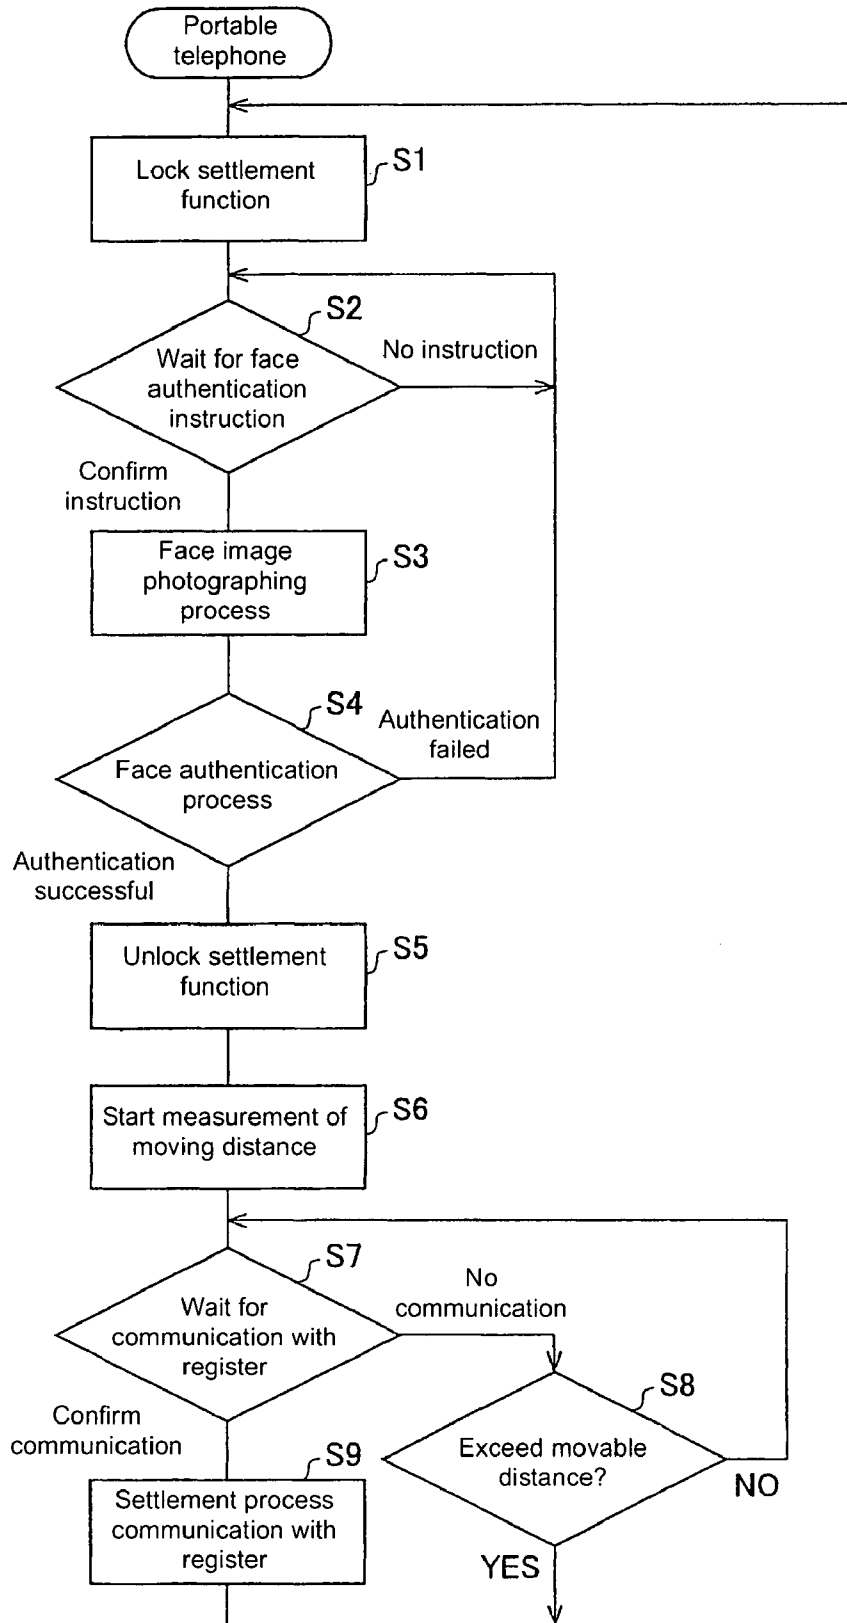 Portable
telephone
Lock settlement
function
S1
S2
Wait for face
authentication
instruction
No instruction
Confirm
instruction
Face image
photographing
process
S3
S4
Authentication
failed
Face authentication
process
Authentication
successful
Unlock settlement
function
S5
Start measurement of
moving distance
S6
S7
Wait for
communication with
register
No
communication
S8
Exceed movable
distance?
NO
YES
Confirm
communication
S9
Settlement process
communication with
register